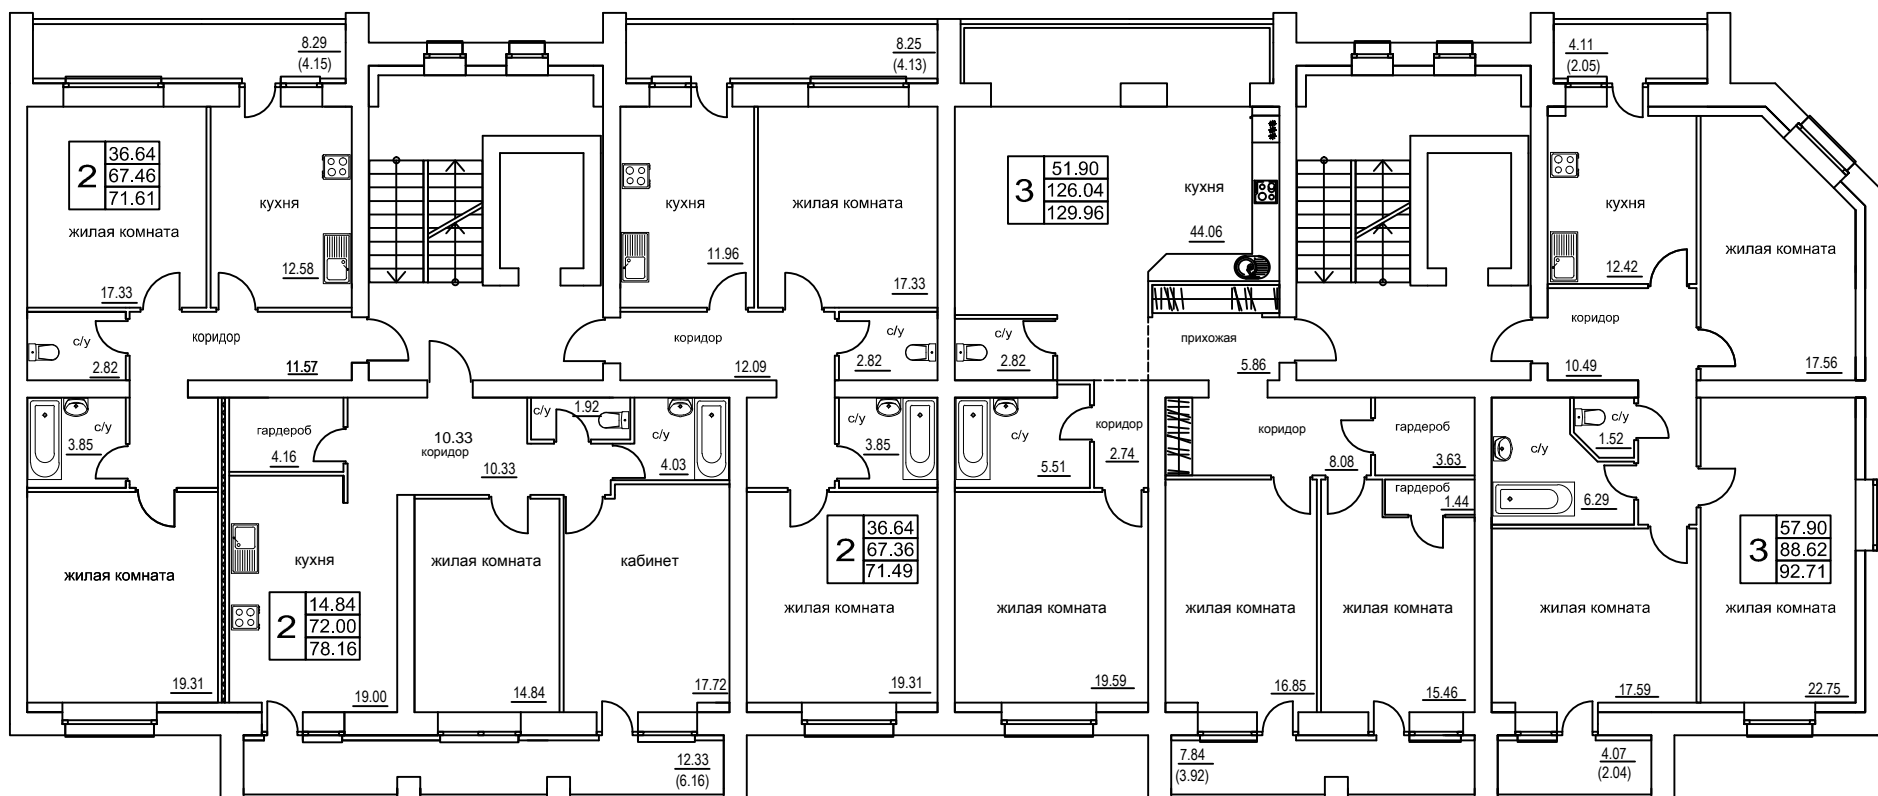 8.29
(4.15)
8.25
(4.13)
4.11
(2.05)
2
36.64
67.46
71.61
жилая комната
17.33
кухня
12.58
кухня
11.96
жилая комната
17.33
3
51.90
126.04
129.96
кухня
44.06
кухня
12.42
жилая комната
17.56
с/у
2.82
коридор
11.57
коридор
12.09
с/у
2.82
с/у
2.82
прихожая
5.86
коридор
10.49
с/у
3.85
гардероб
4.16
10.33
коридор
10.33
с/у
1.92
с/у
4.03
с/у
3.85
с/у
5.51
коридор
2.74
коридор
8.08
гардероб
3.63
гардероб
1.44
с/у
1.52
с/у
6.29
жилая комната
19.31
кухня
2
14.84
72.00
78.16
19.00
жилая комната
14.84
кабинет
17.72
2
36.64
67.36
71.49
жилая комната
19.31
жилая комната
19.59
жилая комната
16.85
жилая комната
15.46
жилая комната
17.59
3
57.90
88.62
92.71
жилая комната
22.75
12.33
(6.16)
7.84
(3.92)
4.07
(2.04)